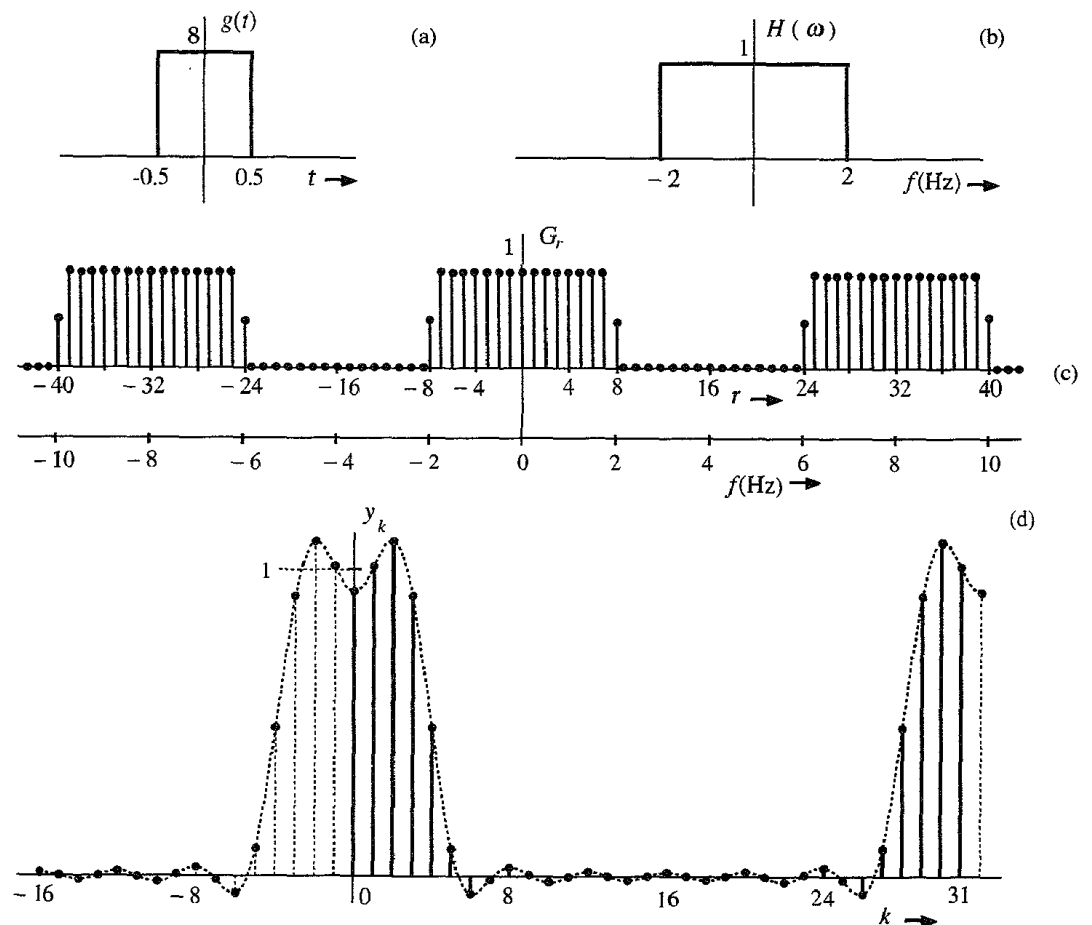 g(t)
8
(a)
-0.5 0.5 t
H ( ω )
1
(b)
-2 2 f(Hz)
1 G_r
-40 -32 -24 -16 -8 -4 4 8 16 r 24 32 40
(c)
-10 -8 -6 -4 -2 0 2 4 6 8 10
f(Hz)
(d)
y_k
1
-16 -8 0 8 16 24 31
k